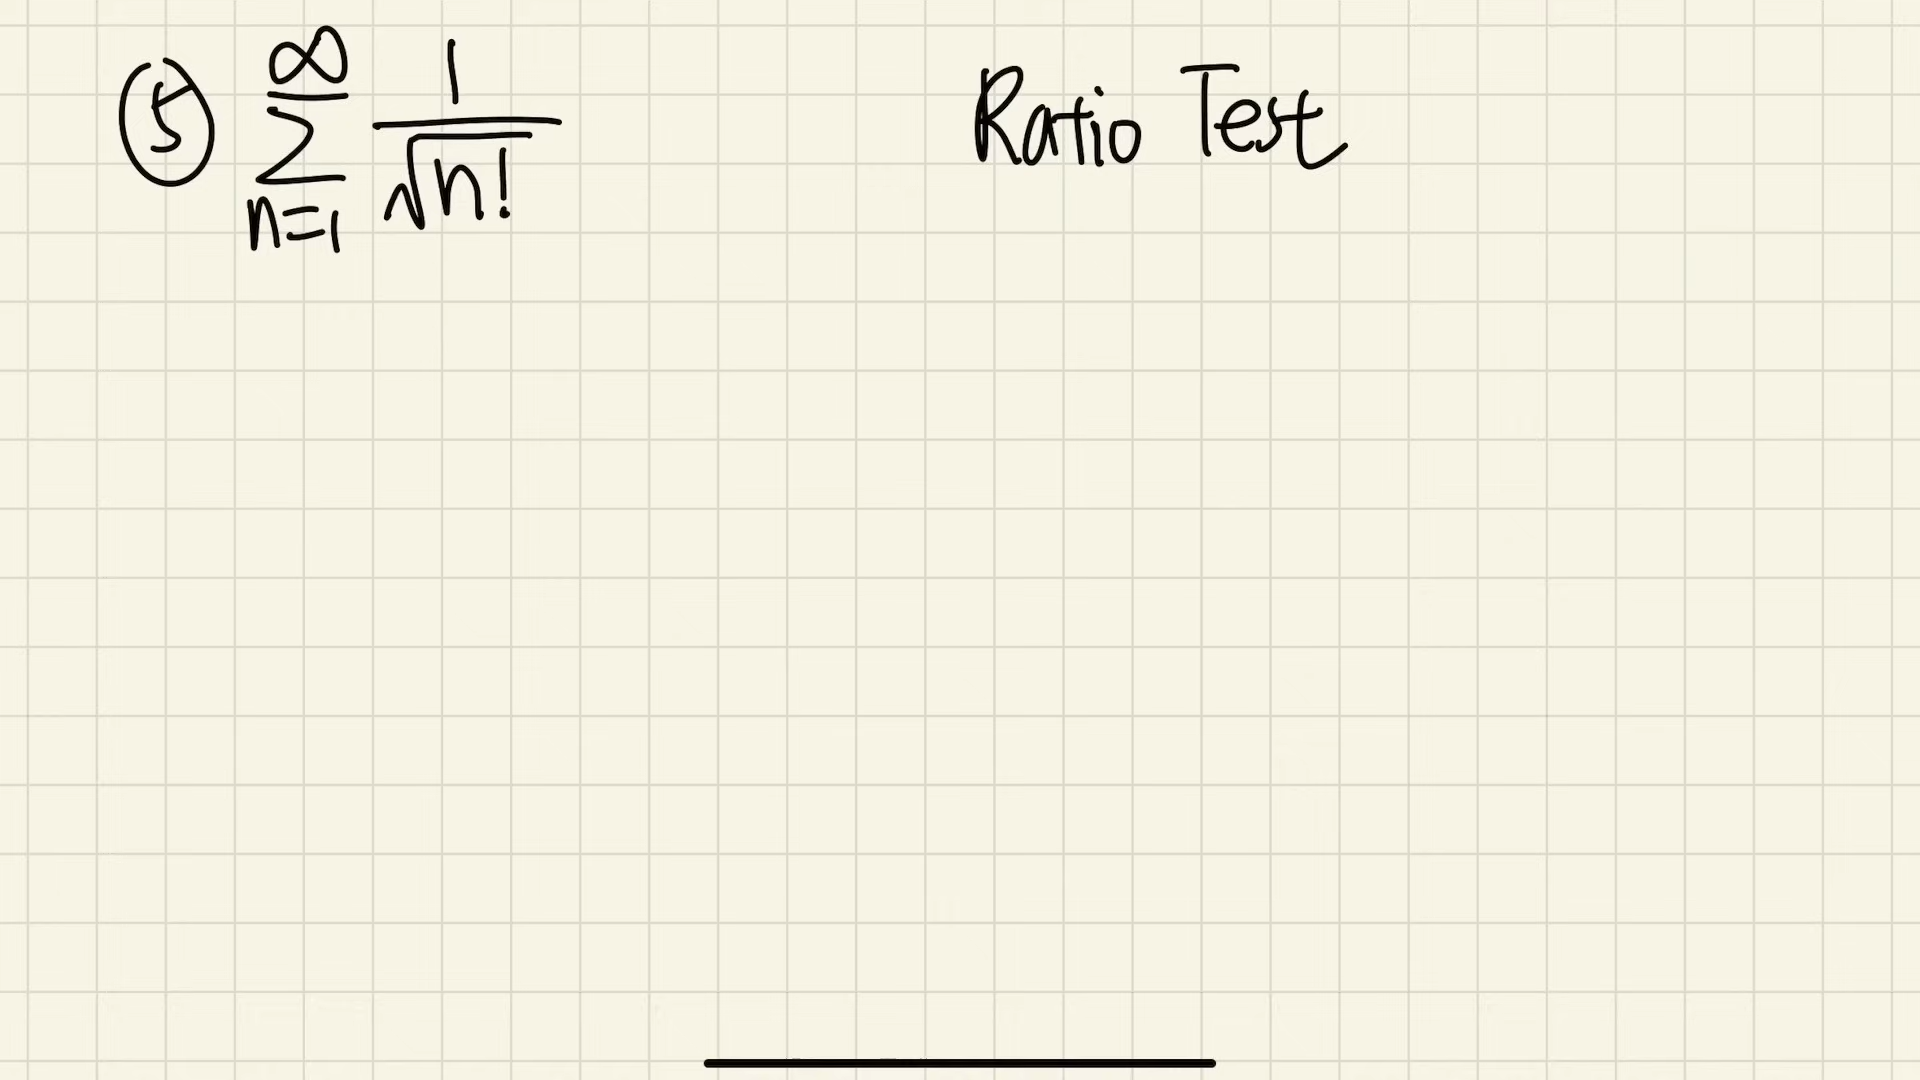 ⑤ ∞ ∑ n=1 1/√n!
Ratio Test